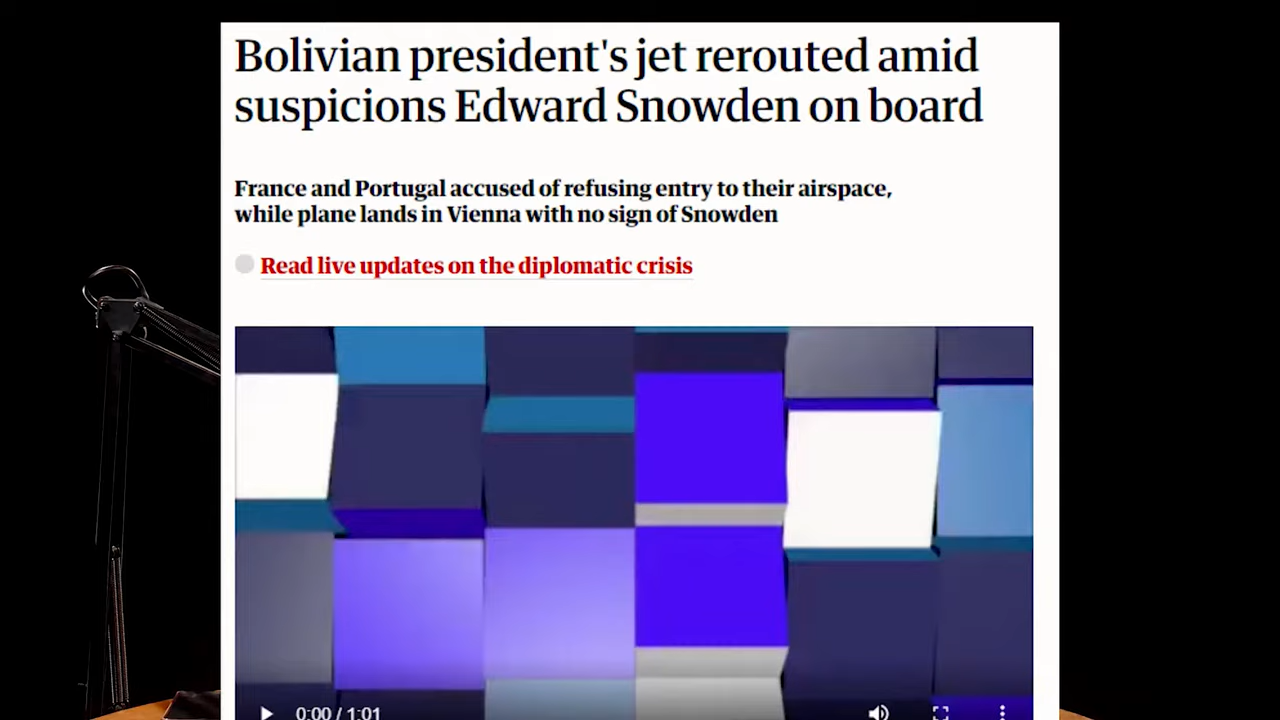 Bolivian president's jet rerouted amid
suspicions Edward Snowden on board
France and Portugal accused of refusing entry to their airspace,
while plane lands in Vienna with no sign of Snowden
Read live updates on the diplomatic crisis
0:00 / 1:01